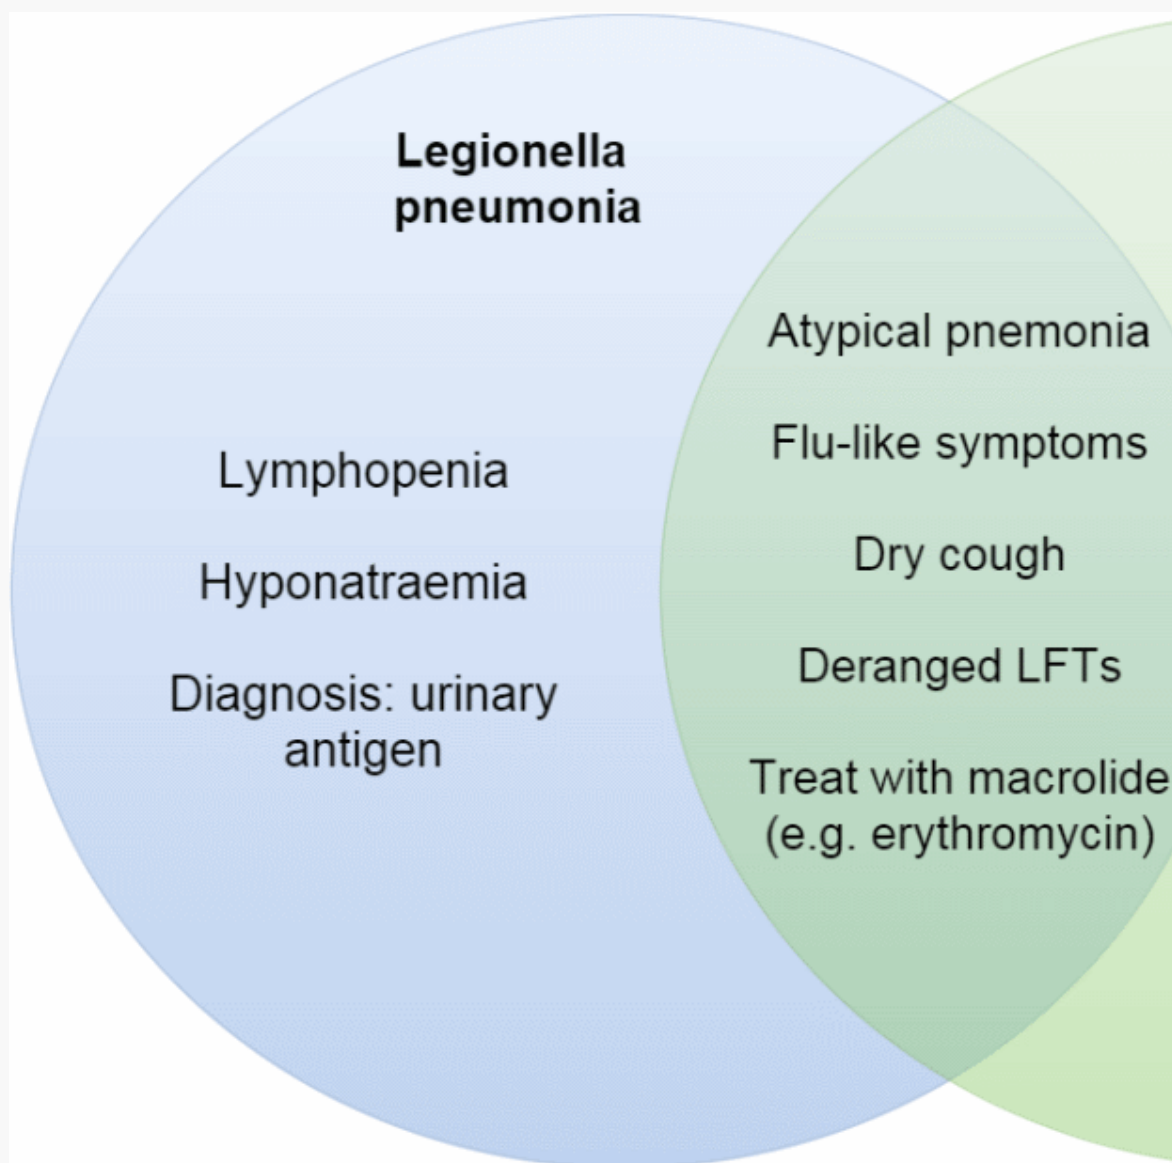 Legionella
pneumonia
Lymphopenia
Hyponatraemia
Diagnosis: urinary
antigen
Atypical pnemonia
Flu-like symptoms
Dry cough
Deranged LFTs
Treat with macrolide
(e.g. erythromycin)